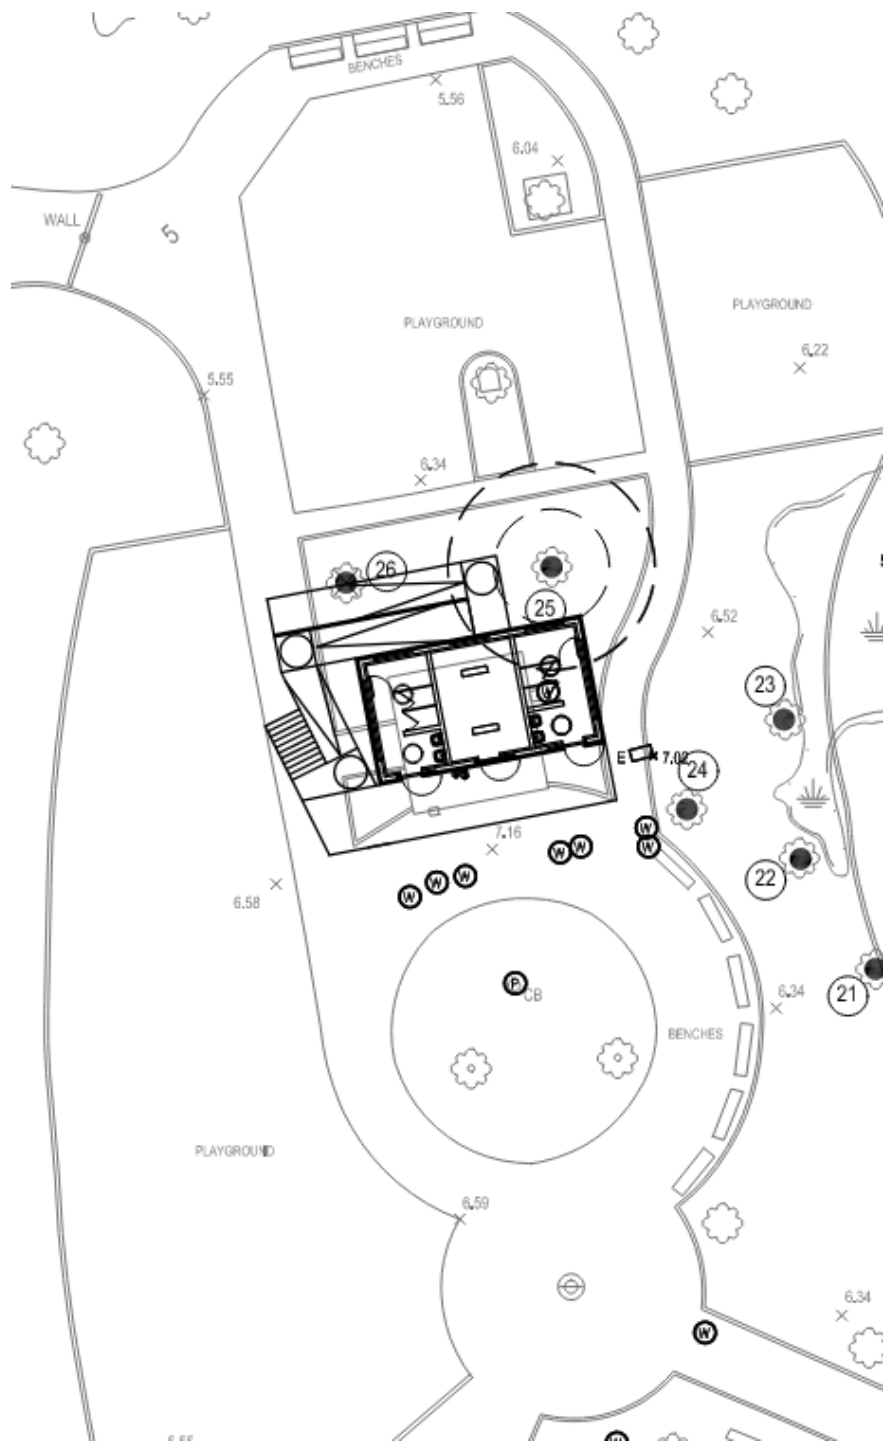 BENCHES
5.56
6.04
WALL
5
PLAYGROUND
PLAYGROUND
6.22
5.55
6.34
26
25
6.52
23
E
7.02
24
7.16
22
6.58
W
W
W
W
W
W
W
P
CB
21
6.34
BENCHES
PLAYGROUND
6.59
6.34
W
W